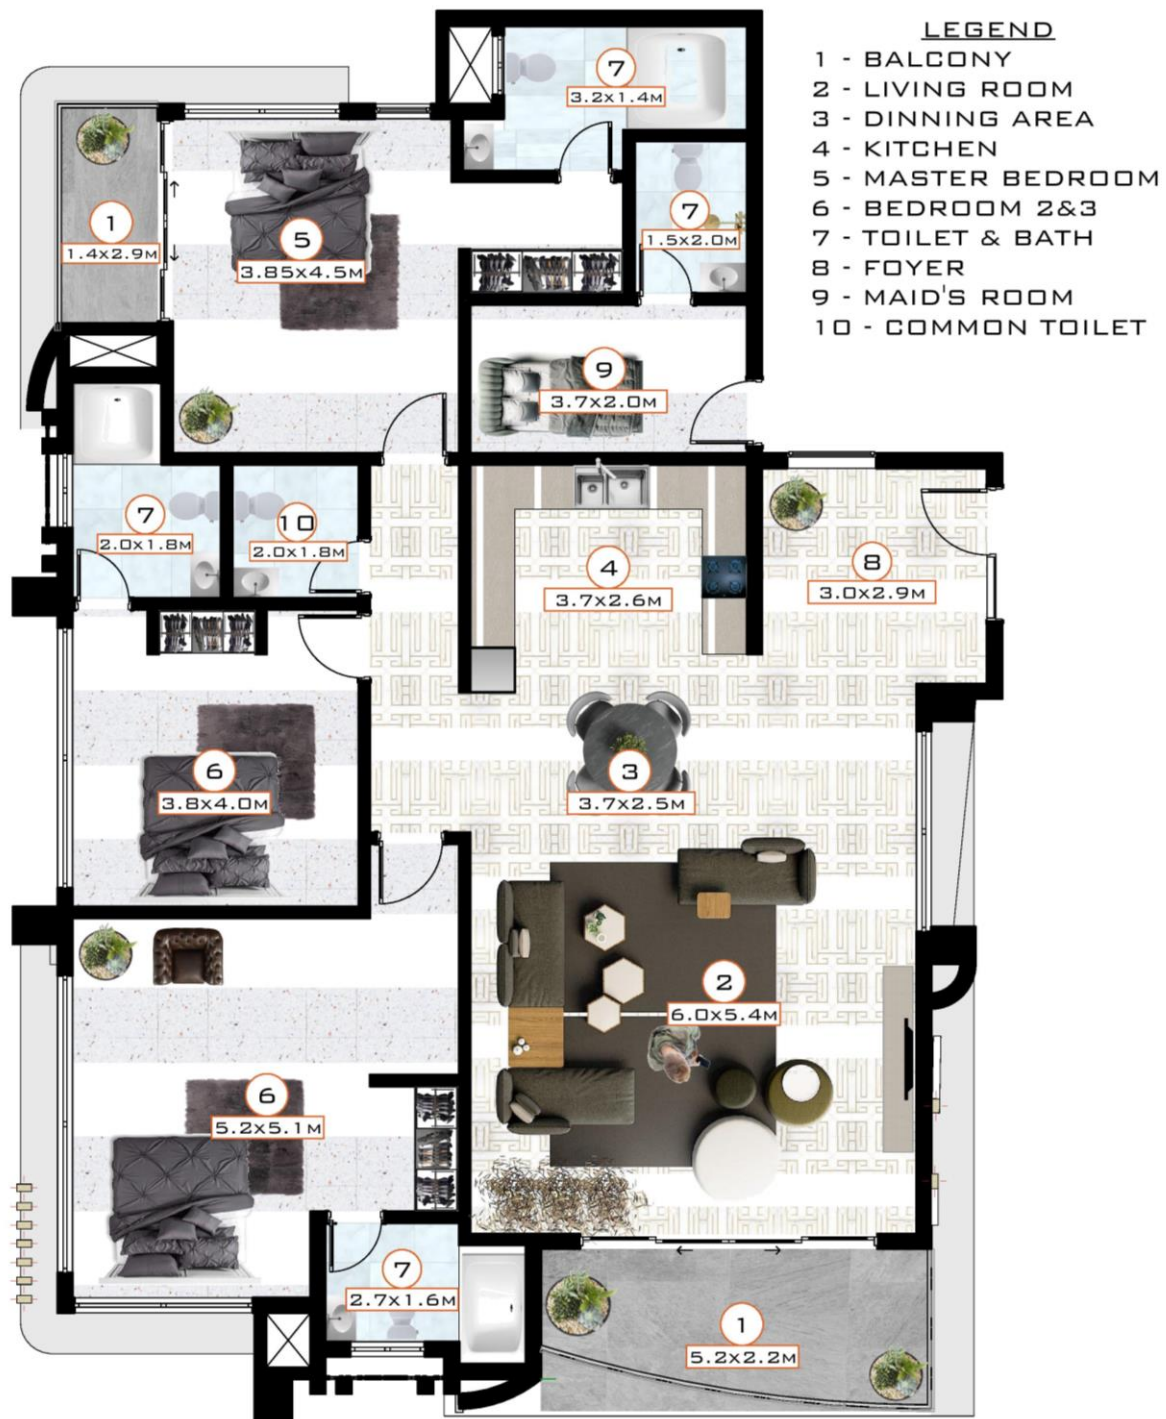 LEGEND
1 - BALCONY
2 - LIVING ROOM
3 - DINNING AREA
4 - KITCHEN
5 - MASTER BEDROOM
6 - BEDROOM 2&3
7 - TOILET & BATH
8 - FOYER
9 - MAID'S ROOM
10 - COMMON TOILET
7
3.2x1.4M
1
1.4x2.9M
5
3.85x4.5M
7
1.5x2.0M
9
3.7x2.0M
7
2.0x1.8M
10
2.0x1.8M
4
3.7x2.6M
8
3.0x2.9M
6
3.8x4.0M
3
3.7x2.5M
2
6.0x5.4M
6
5.2x5.1M
7
2.7x1.6M
1
5.2x2.2M